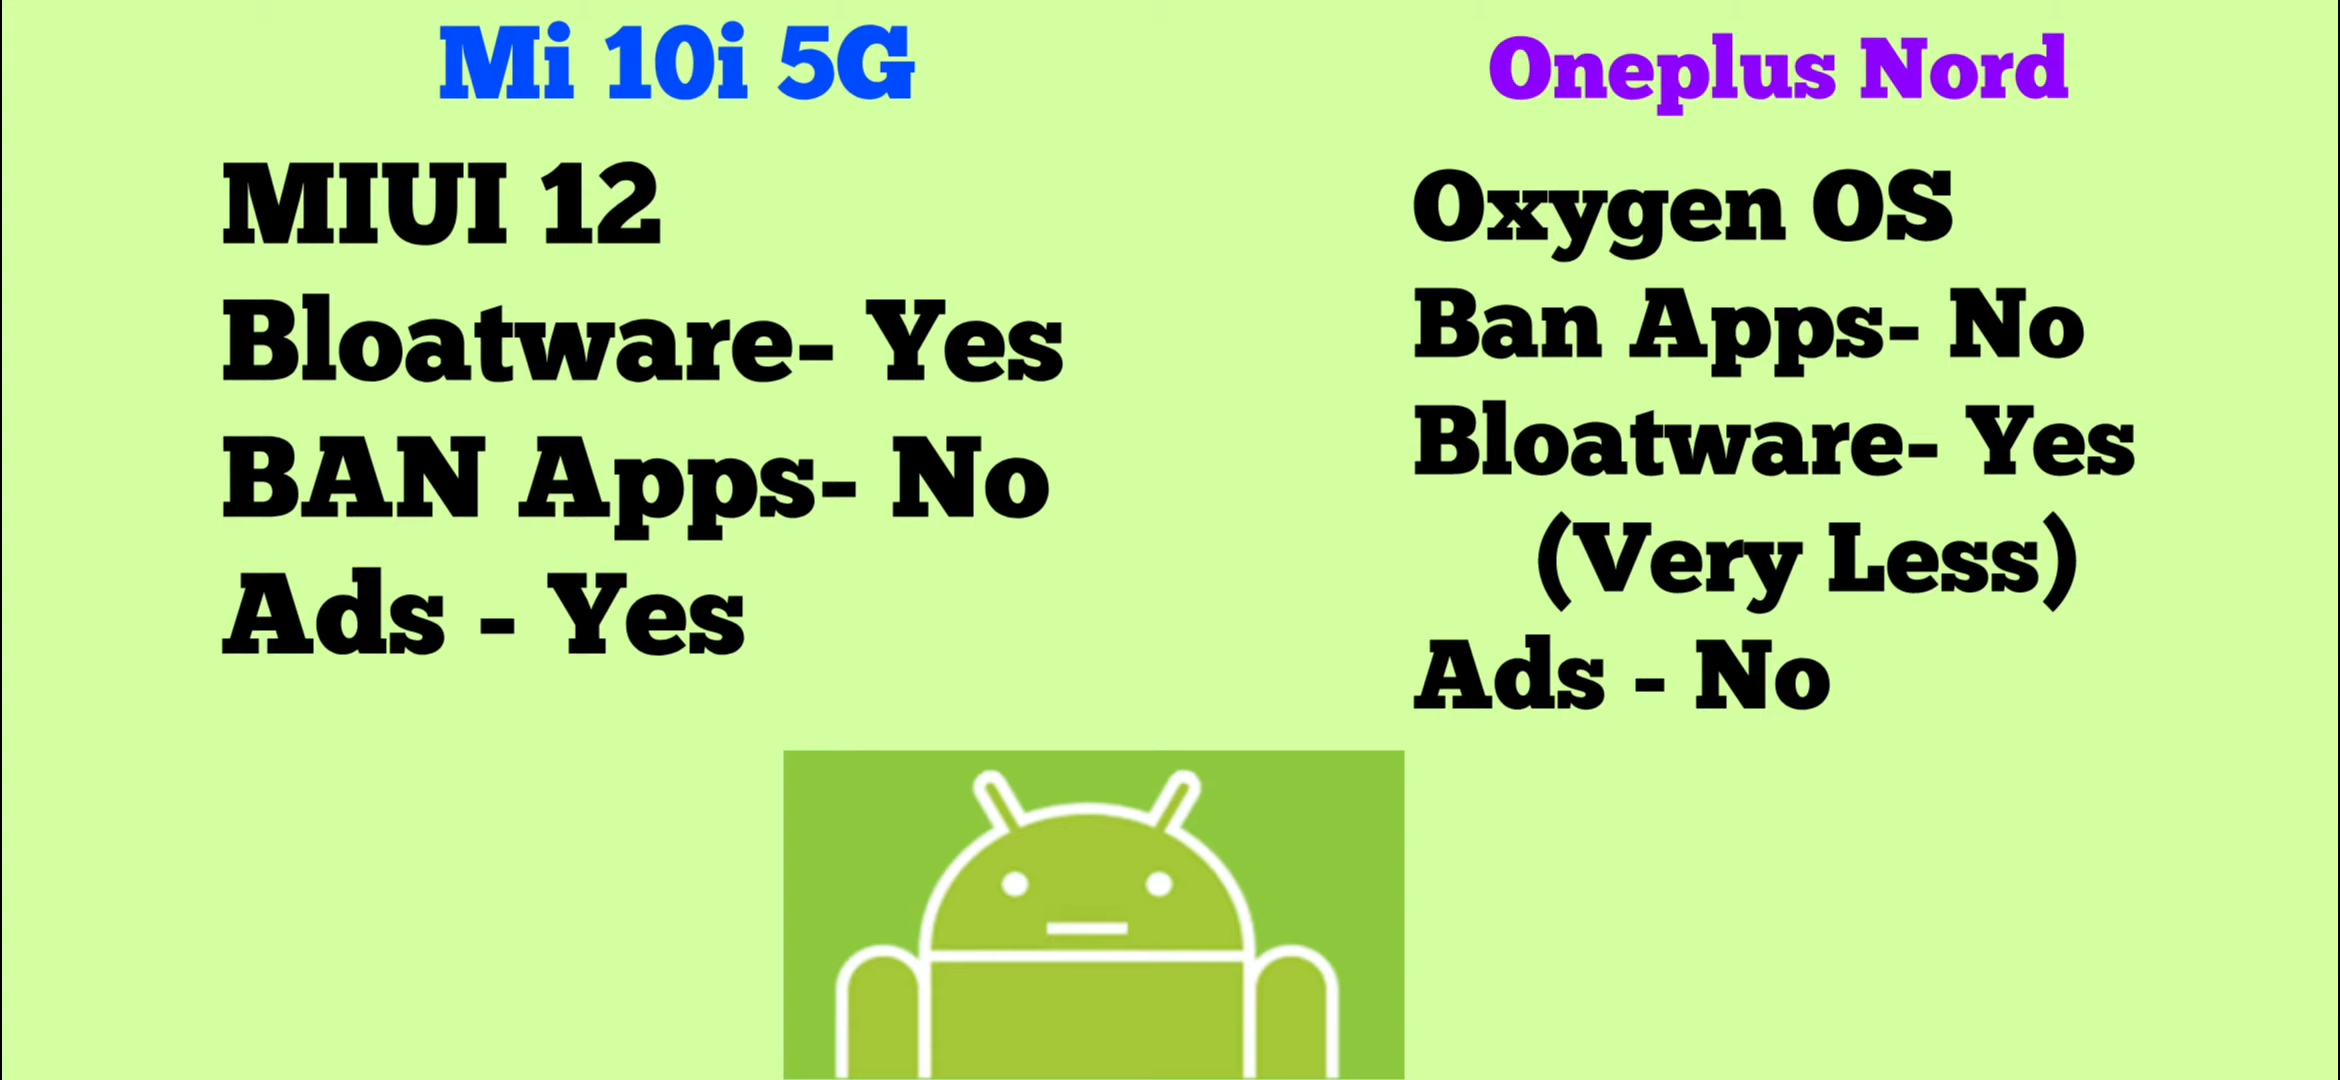 Mi 10i 5G
MIUI 12
Bloatware- Yes
BAN Apps- No
Ads - Yes
Oneplus Nord
Oxygen OS
Ban Apps- No
Bloatware- Yes
(Very Less)
Ads - No